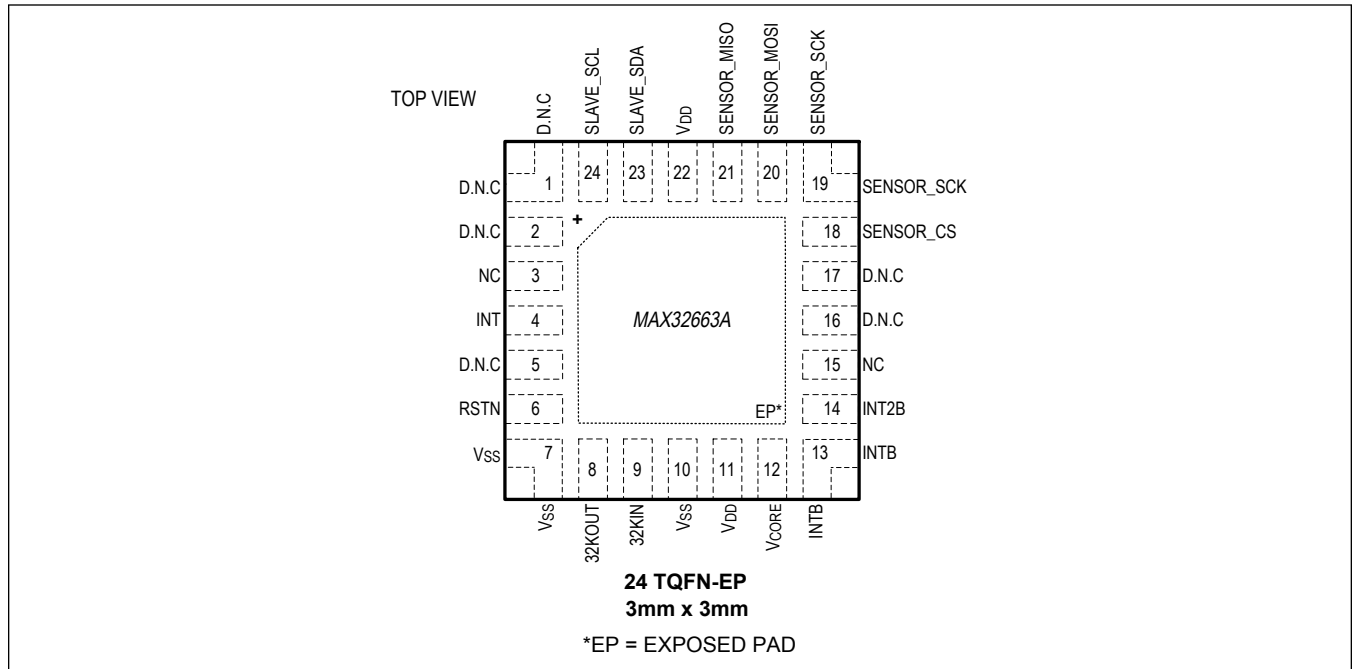 TOP VIEW
D.N.C
SLAVE_SCL
SLAVE_SDA
VDD
SENSOR_MISO
SENSOR_MOSI
SENSOR_SCK
D.N.C 1 24 23 22 21 20 19 SENSOR_SCK
D.N.C 2 + 18 SENSOR_CS
NC 3 17 D.N.C
INT 4 MAX32663A 16 D.N.C
D.N.C 5 15 NC
RSTN 6 EP* 14 INT2B
VSS 7 8 9 10 11 12 13 INTB
VSS
32KOUT
32KIN
VSS
VDD
VCORE
INTB
24 TQFN-EP
3mm x 3mm
*EP = EXPOSED PAD